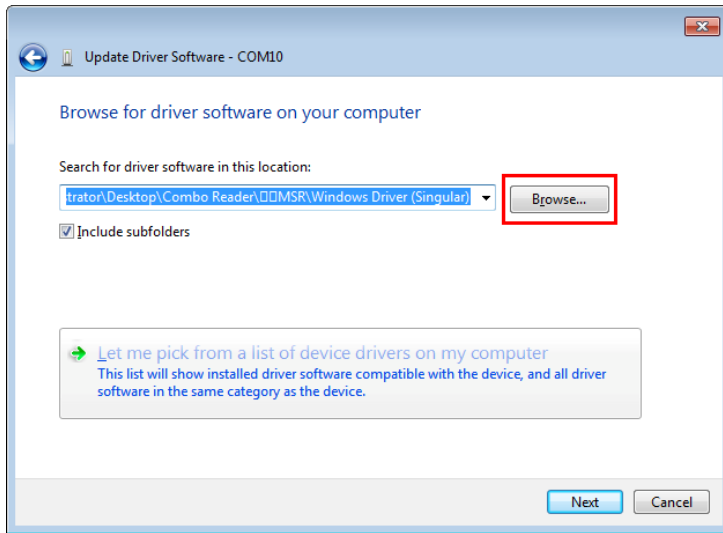 Update Driver Software - COM10
Browse for driver software on your computer
Search for driver software in this location:
trator\Desktop\Combo Reader\▯▯MSR\Windows Driver (Singular)
Browse...
Include subfolders
Let me pick from a list of device drivers on my computer
This list will show installed driver software compatible with the device, and all driver
software in the same category as the device.
Next
Cancel